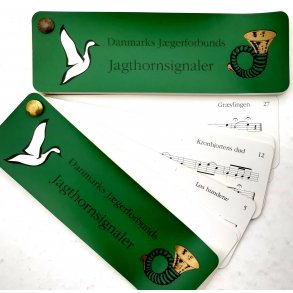 Danmarks Jægerforbunds
Jagthornsignaler
Grævlingen 27
Kronhjortens død 12
Løs hundene 5
Danmarks Jægerforbunds
Jagthornsignaler